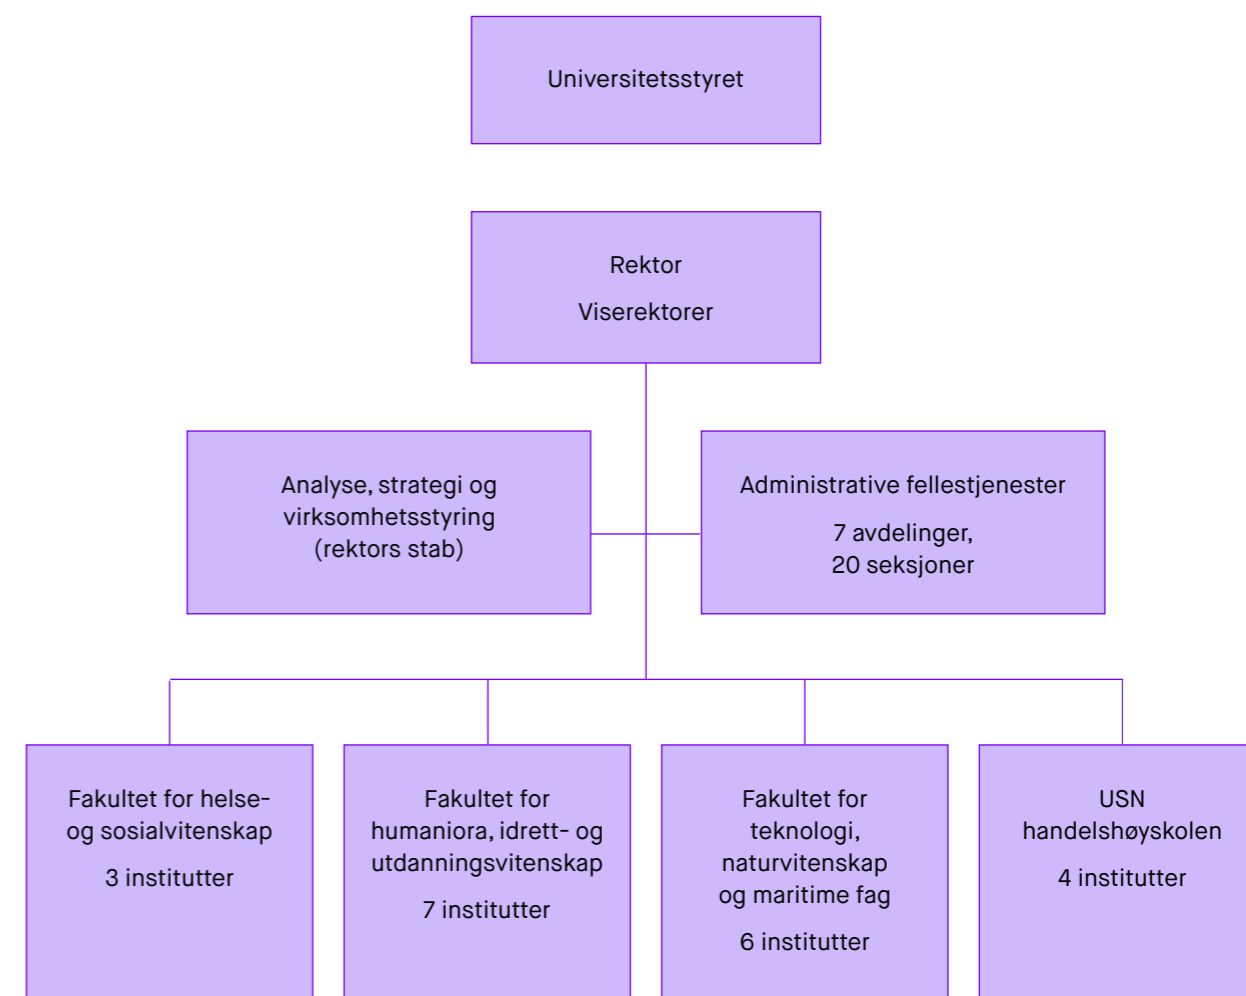 Universitetsstyret
Rektor
Viserektorer
Analyse, strategi og
virksomhetsstyring
(rektors stab)
Administrative fellestjenester
7 avdelinger,
20 seksjoner
Fakultet for helse-
og sosialvitenskap
3 institutter
Fakultet for
humaniora, idrett- og
utdanningsvitenskap
7 institutter
Fakultet for
teknologi,
naturvitenskap
og maritime fag
6 institutter
USN
handelshøyskolen
4 institutter